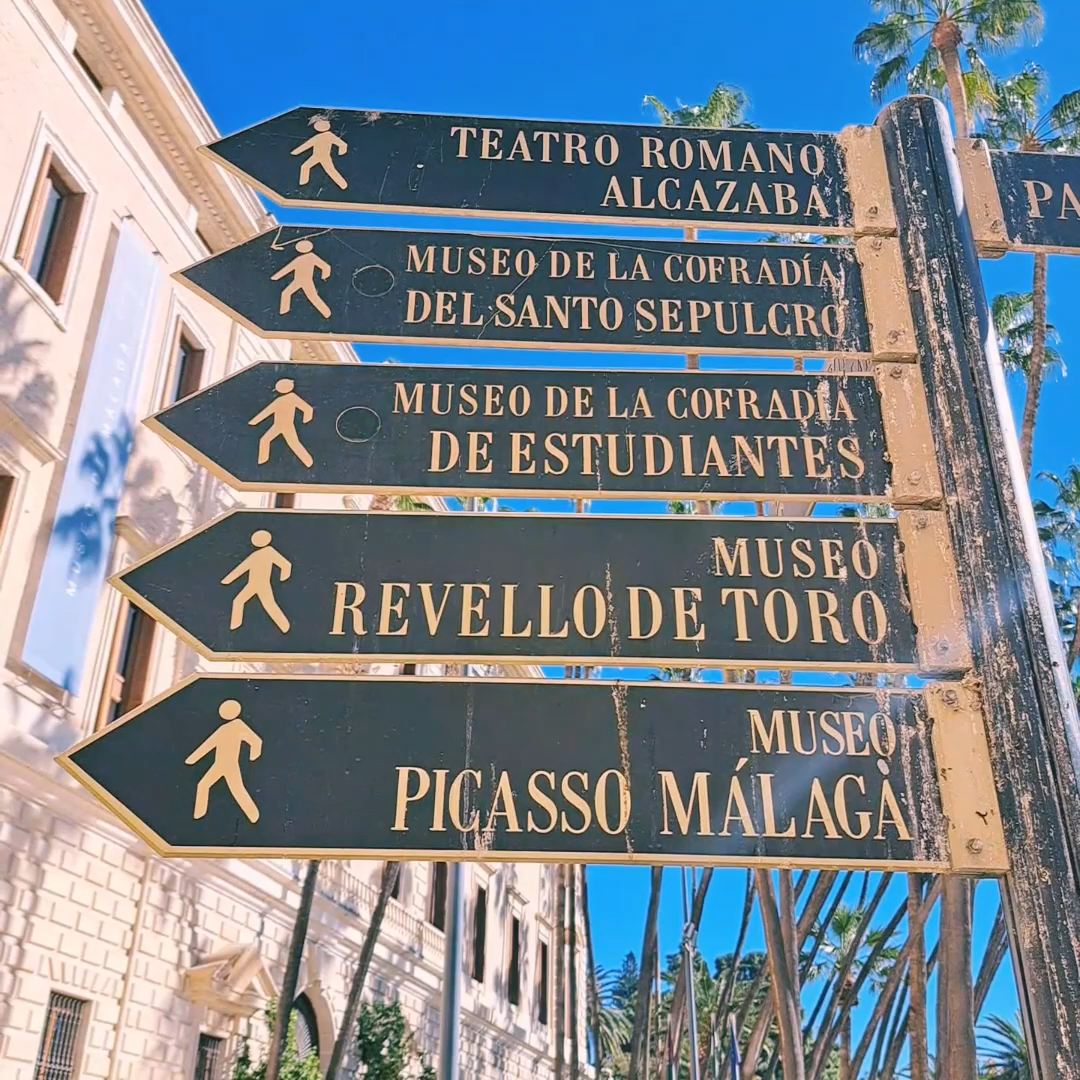 TEATRO ROMANO
ALCAZABA
PA
MUSEO DE LA COFRADÍA
DEL SANTO SEPULCRO
MUSEO DE LA COFRADÍA
DE ESTUDIANTES
MUSEO
REVELLO DE TORO
MUSEO
PICASSO MÁLAGA